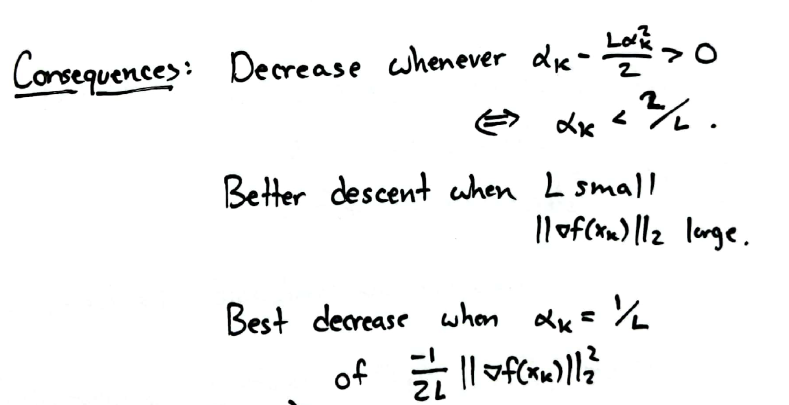 Consequences: Decrease whenever αₖ - Lαₖ²/2 > 0
⇔ αₖ < 2/L .
Better descent when L small
||∇f(xₖ)||₂ large.
Best decrease when αₖ = 1/L
of -1/2L ||∇f(xₖ)||₂²